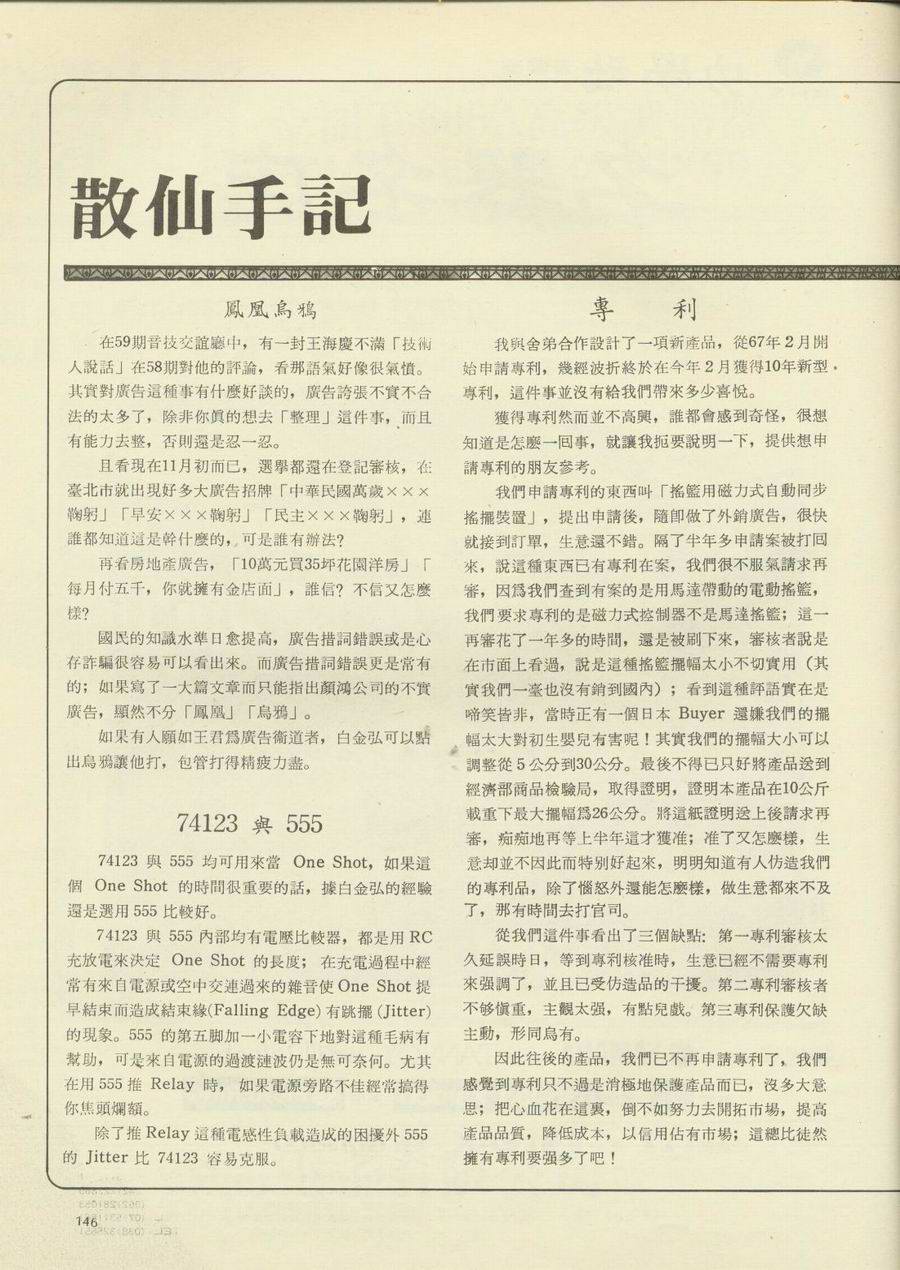 散仙手記
鳳凰烏鴉
在59期音技交誼廳中，有一封王海慶不滿「技術
人說話」在58期對他的評論，看那語氣好像很氣憤。
其實對廣告這種事有什麼好談的，廣告誇張不實不合
法的太多了，除非你眞的想去「整理」這件事，而且
有能力去整，否則還是忍一忍。
且看現在11月初而已，選擧都還在登記審核，在
臺北市就出現好多大廣告招牌「中華民國萬歲×××
鞠躬」「早安×××鞠躬」「民主×××鞠躬」，連
誰都知道這是幹什麼的，可是誰有辦法?
再看房地產廣告，「10萬元買35坪花園洋房」「
每月付五千，你就擁有金店面」，誰信? 不信又怎麼
樣?
國民的知識水準日愈提高，廣告措詞錯誤或是心
存詐騙很容易可以看出來。而廣告措詞錯誤更是常有
的；如果寫了一大篇文章而只能指出顏鴻公司的不實
廣告，顯然不分「鳳凰」「烏鴉」。
如果有人願如王君爲廣告衞道者，白金弘可以點
出烏鴉讓他打，包管打得精疲力盡。
74123 與 555
74123 與 555 均可用來當 One Shot，如果這
個 One Shot 的時間很重要的話，據白金弘的經驗
還是選用 555 比較好。
74123 與 555 內部均有電壓比較器，都是用 RC
充放電來決定 One Shot 的長度；在充電過程中經
常有來自電源或空中交連過來的雜音使 One Shot 提
早結束而造成結束緣(Falling Edge) 有跳擺 (Jitter)
的現象。555 的第五脚加一小電容下地對這種毛病有
幫助，可是來自電源的過渡漣波仍是無可奈何。尤其
在用 555 推 Relay 時， 如果電源旁路不佳經常搞得
你焦頭爛額。
除了推 Relay 這種電感性負載造成的困擾外 555
的 Jitter 比 74123 容易克服。
專 利
我與舍弟合作設計了一項新產品，從67年 2 月開
始申請專利，幾經波折終於在今年 2 月獲得10年新型
專利，這件事並沒有給我們帶來多少喜悅。
獲得專利然而並不高興，誰都會感到奇怪，很想
知道是怎麼一囘事，就讓我扼要說明一下，提供想申
請專利的朋友參考。
我們申請專利的東西叫「搖籃用磁力式自動同步
搖擺裝置」，提出申請後，隨卽做了外銷廣告，很快
就接到訂單，生意還不錯。隔了半年多申請案被打囘
來，說這種東西已有專利在案，我們很不服氣請求再
審，因爲我們查到有案的是用馬達帶動的電動搖籃，
我們要求專利的是磁力式控制器不是馬達搖籃；這一
再審花了一年多的時間，還是被刷下來，審核者說是
在市面上看過，說是這種搖籃擺幅太小不切實用（其
實我們一臺也沒有銷到國內）；看到這種評語實在是
啼笑皆非，當時正有一個日本 Buyer 還嫌我們的擺
幅太大對初生嬰兒有害呢！其實我們的擺幅大小可以
調整從 5 公分到30公分。最後不得已只好將產品送到
經濟部商品檢驗局，取得證明，證明本產品在10公斤
載重下最大擺幅爲26公分。將這紙證明送上後請求再
審，痴痴地再等上半年這才獲准；准了又怎麼樣，生
意却並不因此而特別好起來，明明知道有人仿造我們
的專利品，除了惱怒外還能怎麼樣，做生意都來不及
了，那有時間去打官司。
從我們這件事看出了三個缺點：第一專利審核太
久延誤時日，等到專利核准時，生意已經不需要專利
來强調了，並且已受仿造品的干擾。第二專利審核者
不够愼重，主觀太强，有點兒戲。第三專利保護欠缺
主動，形同烏有。
因此往後的產品，我們已不再申請專利了，我們
感覺到專利只不過是消極地保護產品而已，沒多大意
思；把心血花在這裏，倒不如努力去開拓市場，提高
產品品質，降低成本，以信用佔有市場；這總比徒然
擁有專利要强多了吧！
146